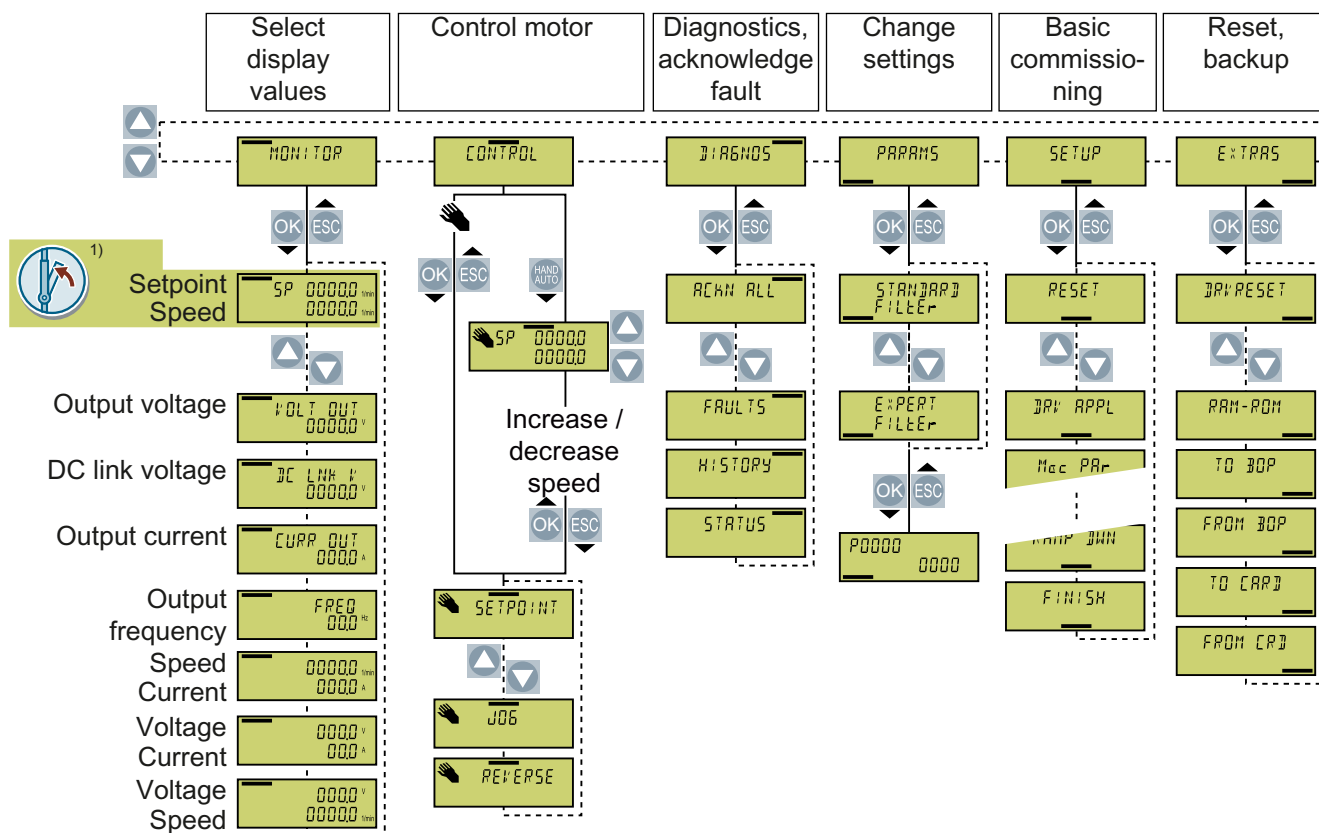 Select
display
values
Control motor
Diagnostics,
acknowledge
fault
Change
settings
Basic
commissio-
ning
Reset,
backup
MONITOR
CONTROL
DIAGNOS
PARAMS
SETUP
EXTRAS
OK ESC
OK ESC
HAND
AUTO
OK ESC
OK ESC
OK ESC
OK ESC
1)
Setpoint
Speed
SP 0000.0 1/min
0000.0 1/min
SP 0000.0
0000.0
Increase /
decrease
speed
OK ESC
Output voltage
VOLT OUT
0000.0 V
DC link voltage
DC LNK V
0000.0 V
Output current
CURR OUT
000.0 A
Output
frequency
FREQ
00.0 Hz
Speed
Current
0000.0 1/min
000.0 A
Voltage
Current
000.0 V
00.0 A
Voltage
Speed
000.0 V
0000.0 1/min
SETPOINT
JOG
REVERSE
ACKN ALL
FAULTS
HISTORY
STATUS
STANDARD
FILtEr
EXPERT
FILtEr
OK ESC
P0000
0000
RESET
DRV APPL
Mac PAr
RAMP DWN
FINISH
DRVRESET
RAM-ROM
TO BOP
FROM BOP
TO CARD
FROM CRD